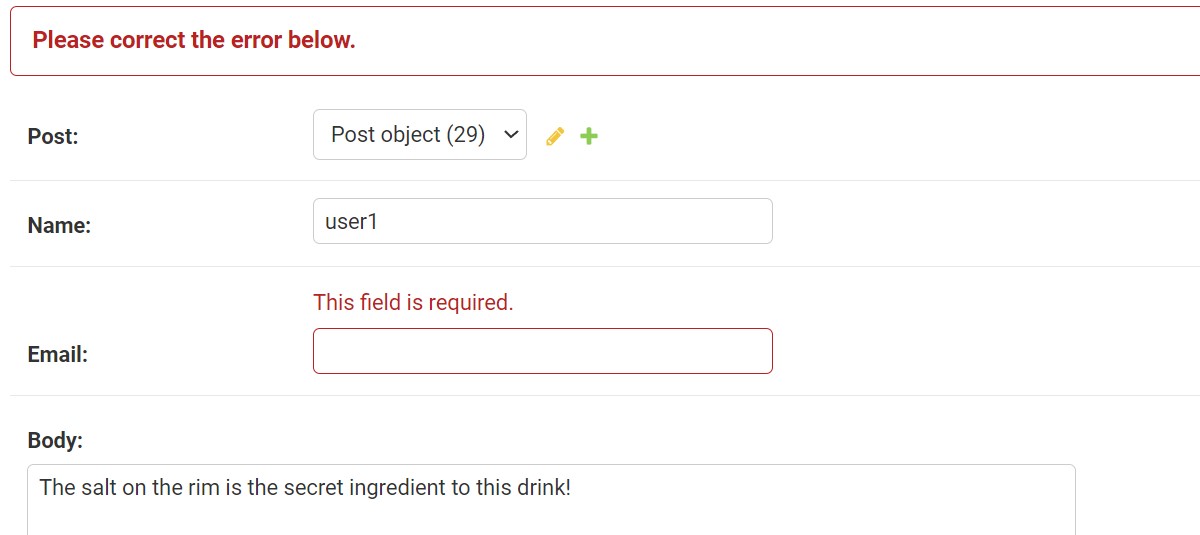 Please correct the error below.
Post:
Post object (29)
Name:
user1
This field is required.
Email:
Body:
The salt on the rim is the secret ingredient to this drink!